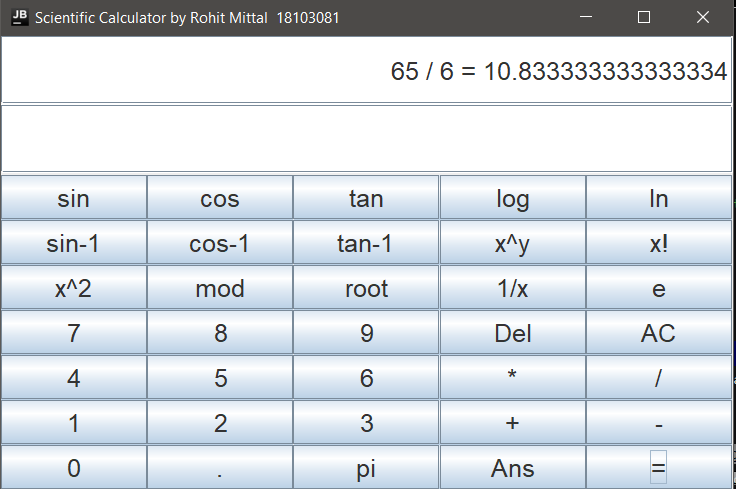 JB Scientific Calculator by Rohit Mittal 18103081
65 / 6 = 10.833333333333334
sin cos tan log ln
sin-1 cos-1 tan-1 x^y x!
x^2 mod root 1/x e
7 8 9 Del AC
4 5 6 * /
1 2 3 + -
0 . pi Ans =